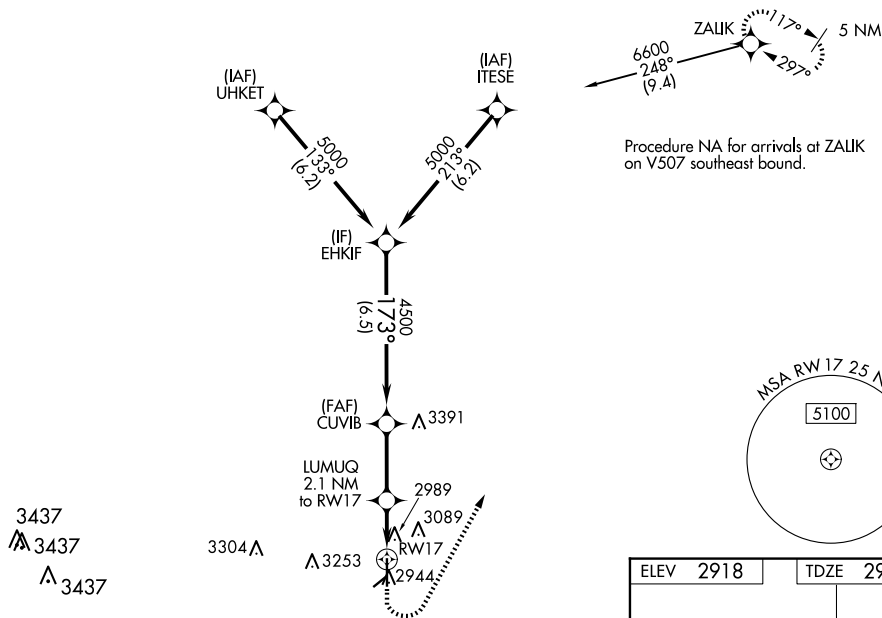 ZALIK
117°
5 NM
297°
6600
248°
(9.4)
Procedure NA for arrivals at ZALIK
on V507 southeast bound.
(IAF)
UHKET
(IAF)
ITESE
5000
133°
(6.2)
5000
213°
(6.2)
(IF)
EHKIF
4500
173°
(6.5)
(FAF)
CUVIB
3391
LUMUQ
2.1 NM
to RW17
2989
3089
RW17
2944
3253
3304
3437
3437
3437
MSA RW 17 25 N
5100
ELEV 2918
TDZE 29